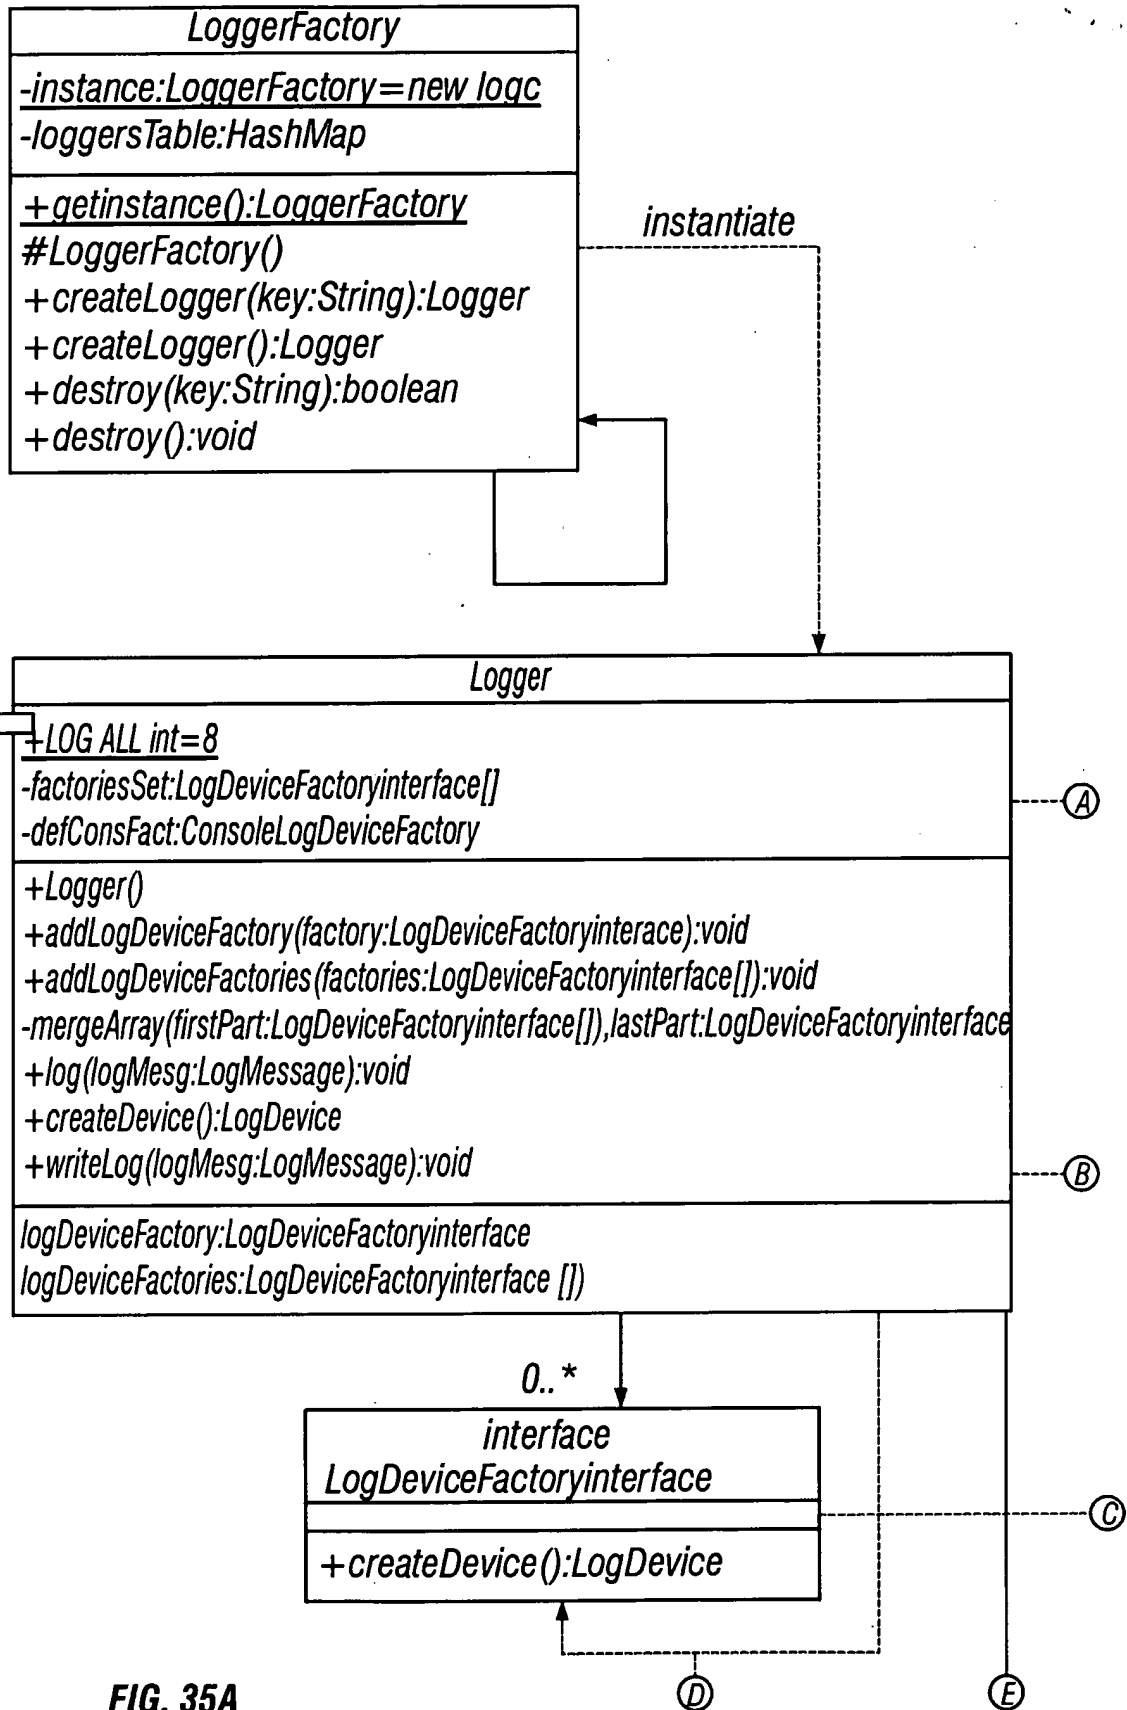 LoggerFactory
-instance:LoggerFactory=new logc
-loggersTable:HashMap
+getinstance():LoggerFactory
#LoggerFactory()
+createLogger(key:String):Logger
+createLogger():Logger
+destroy(key:String):boolean
+destroy():void
instantiate
Logger
+LOG ALL int=8
-factoriesSet:LogDeviceFactoryinterface[]
-defConsFact:ConsoleLogDeviceFactory
A
+Logger()
+addLogDeviceFactory(factory:LogDeviceFactoryinterace):void
+addLogDeviceFactories(factories:LogDeviceFactoryinterface[]):void
-mergeArray(firstPart:LogDeviceFactoryinterface[]),lastPart:LogDeviceFactoryinterface
+log(logMesg:LogMessage):void
+createDevice():LogDevice
+writeLog(logMesg:LogMessage):void
B
logDeviceFactory:LogDeviceFactoryinterface
logDeviceFactories:LogDeviceFactoryinterface [])
0..*
interface
LogDeviceFactoryinterface
C
+createDevice():LogDevice
D
E
FIG. 35A